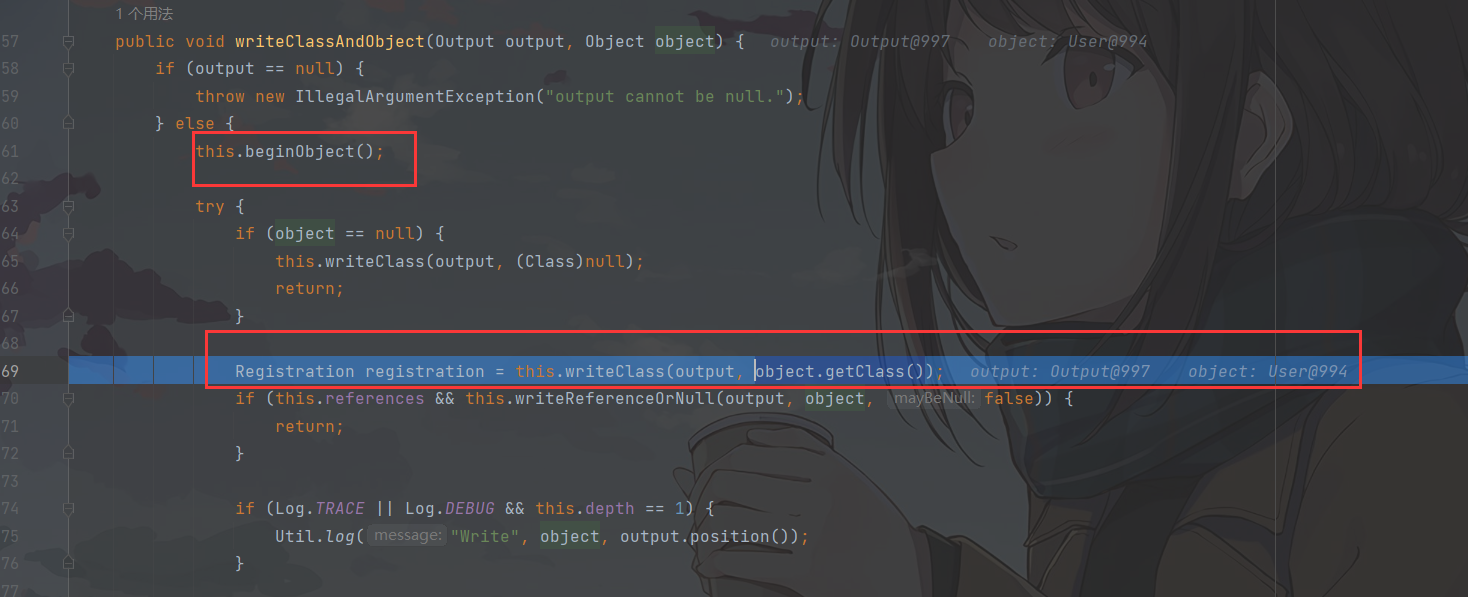 1 个用法
57 public void writeClassAndObject(Output output, Object object) { output: Output@997 object: User@994
58 if (output == null) {
59 throw new IllegalArgumentException("output cannot be null.");
60 } else {
61 this.beginObject();
62
63 try {
64 if (object == null) {
65 this.writeClass(output, (Class)null);
66 return;
67 }
68
69 Registration registration = this.writeClass(output, object.getClass()); output: Output@997 object: User@994
70 if (this.references && this.writeReferenceOrNull(output, object, mayBeNull: false)) {
71 return;
72 }
73
74 if (Log.TRACE || Log.DEBUG && this.depth == 1) {
75 Util.log( message: "Write", object, output.position());
76 }
77